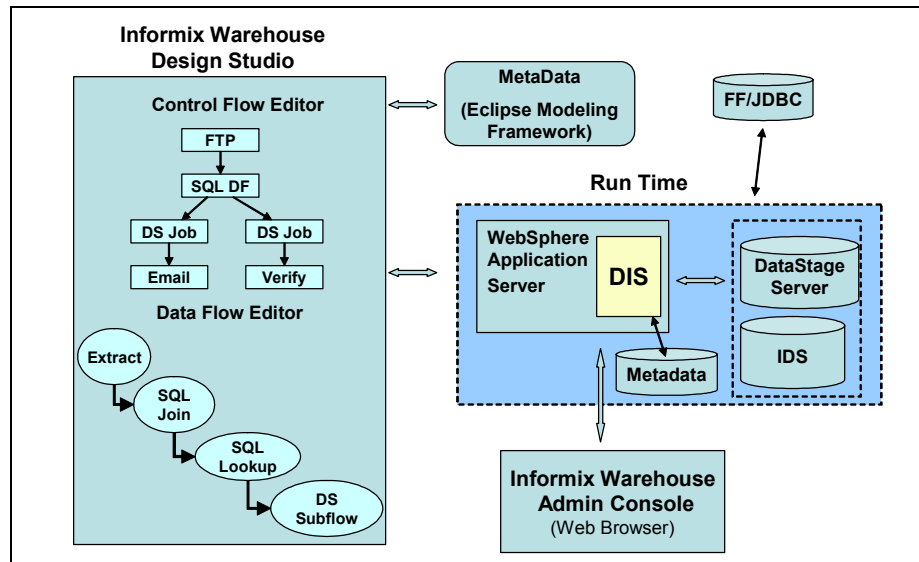 Informix Warehouse
Design Studio
Control Flow Editor
FTP
SQL DF
DS Job
DS Job
Email
Verify
Data Flow Editor
Extract
SQL
Join
SQL
Lookup
DS
Subflow
MetaData
(Eclipse Modeling
Framework)
FF/JDBC
Run Time
WebSphere
Application
Server
DIS
DataStage
Server
IDS
Metadata
Informix Warehouse
Admin Console
(Web Browser)